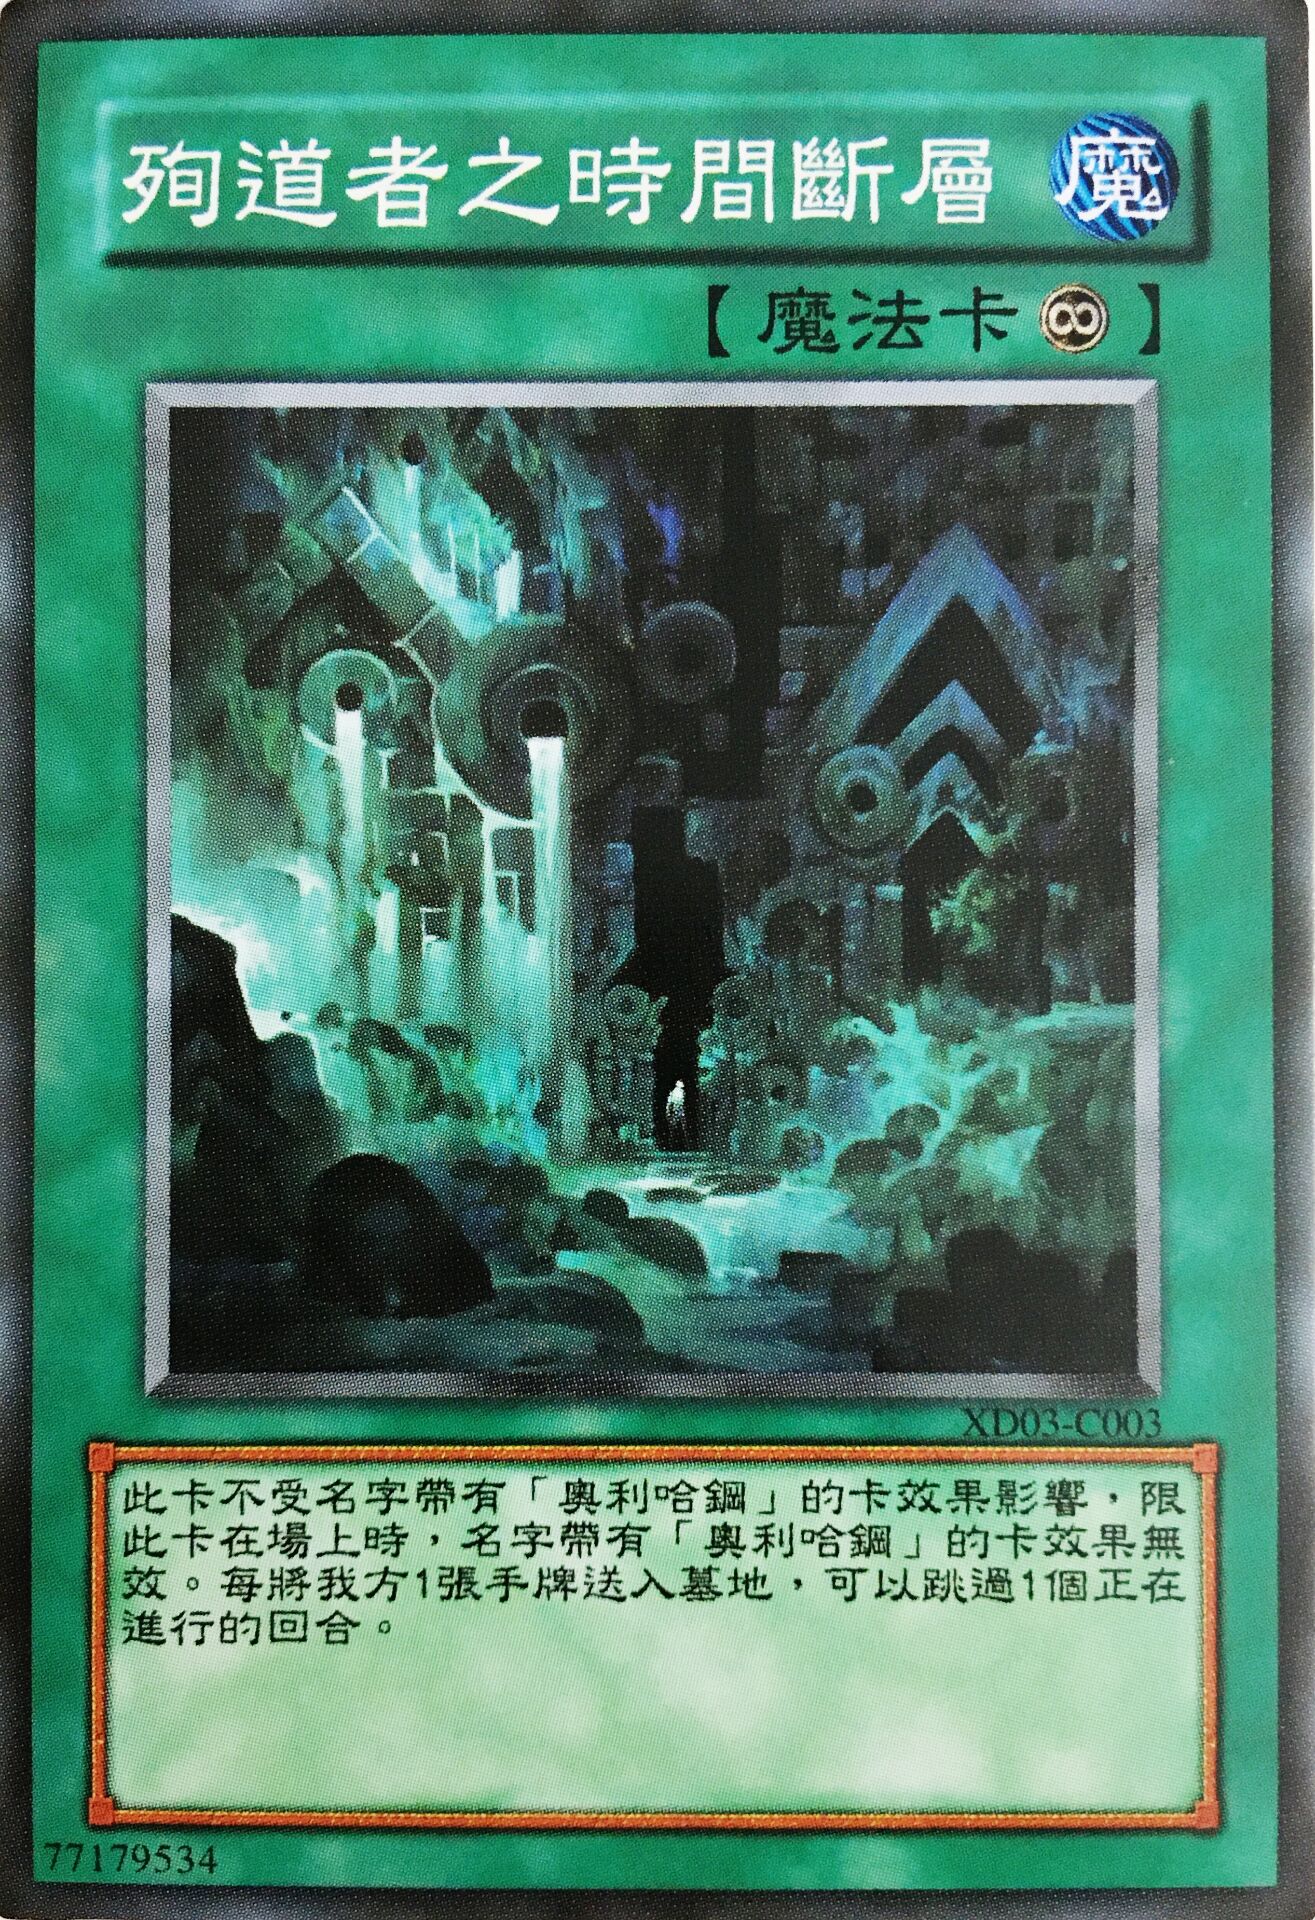 殉道者之時間斷層 魔
【魔法卡∞】
XD03-C003
此卡不受名字帶有「奧利哈鋼」的卡效果影響，限
此卡在場上時，名字帶有「奧利哈鋼」的卡效果無
效。每將我方1張手牌送入墓地，可以跳過1個正在
進行的回合。
77179534